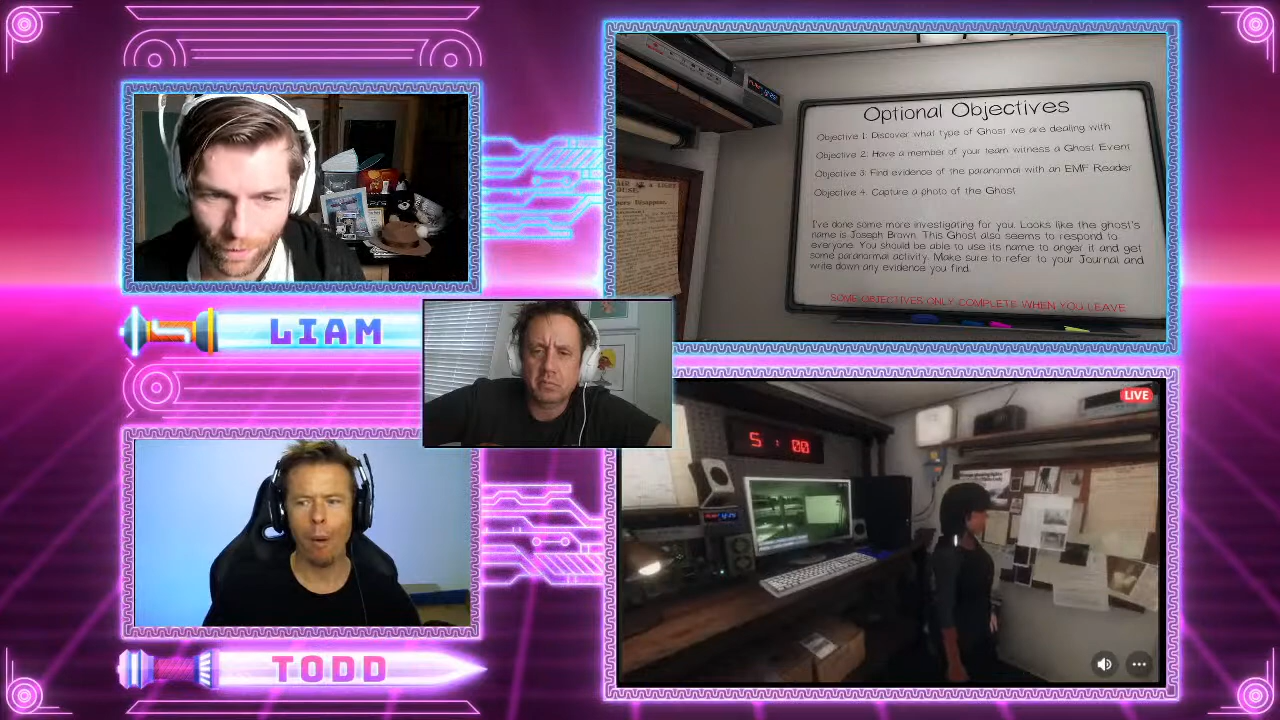 Optional Objectives
Objective 1: Discover what type of Ghost we are dealing with
Objective 2: Have a member of your team witness a Ghost Event
Objective 3: Find evidence of the paranormal with an EMF Reader
Objective 4: Capture a photo of the Ghost
I've done some more investigating for you. Looks like the ghost's
name is Joseph Brown. This Ghost also seems to respond to
everyone. You should be able to use its name to anger it and get
some paranormal activity. Make sure to refer to your Journal and
write down any evidence you find.
SOME OBJECTIVES ONLY COMPLETE WHEN YOU LEAVE
LIAM
LIVE
5 : 00
TODD